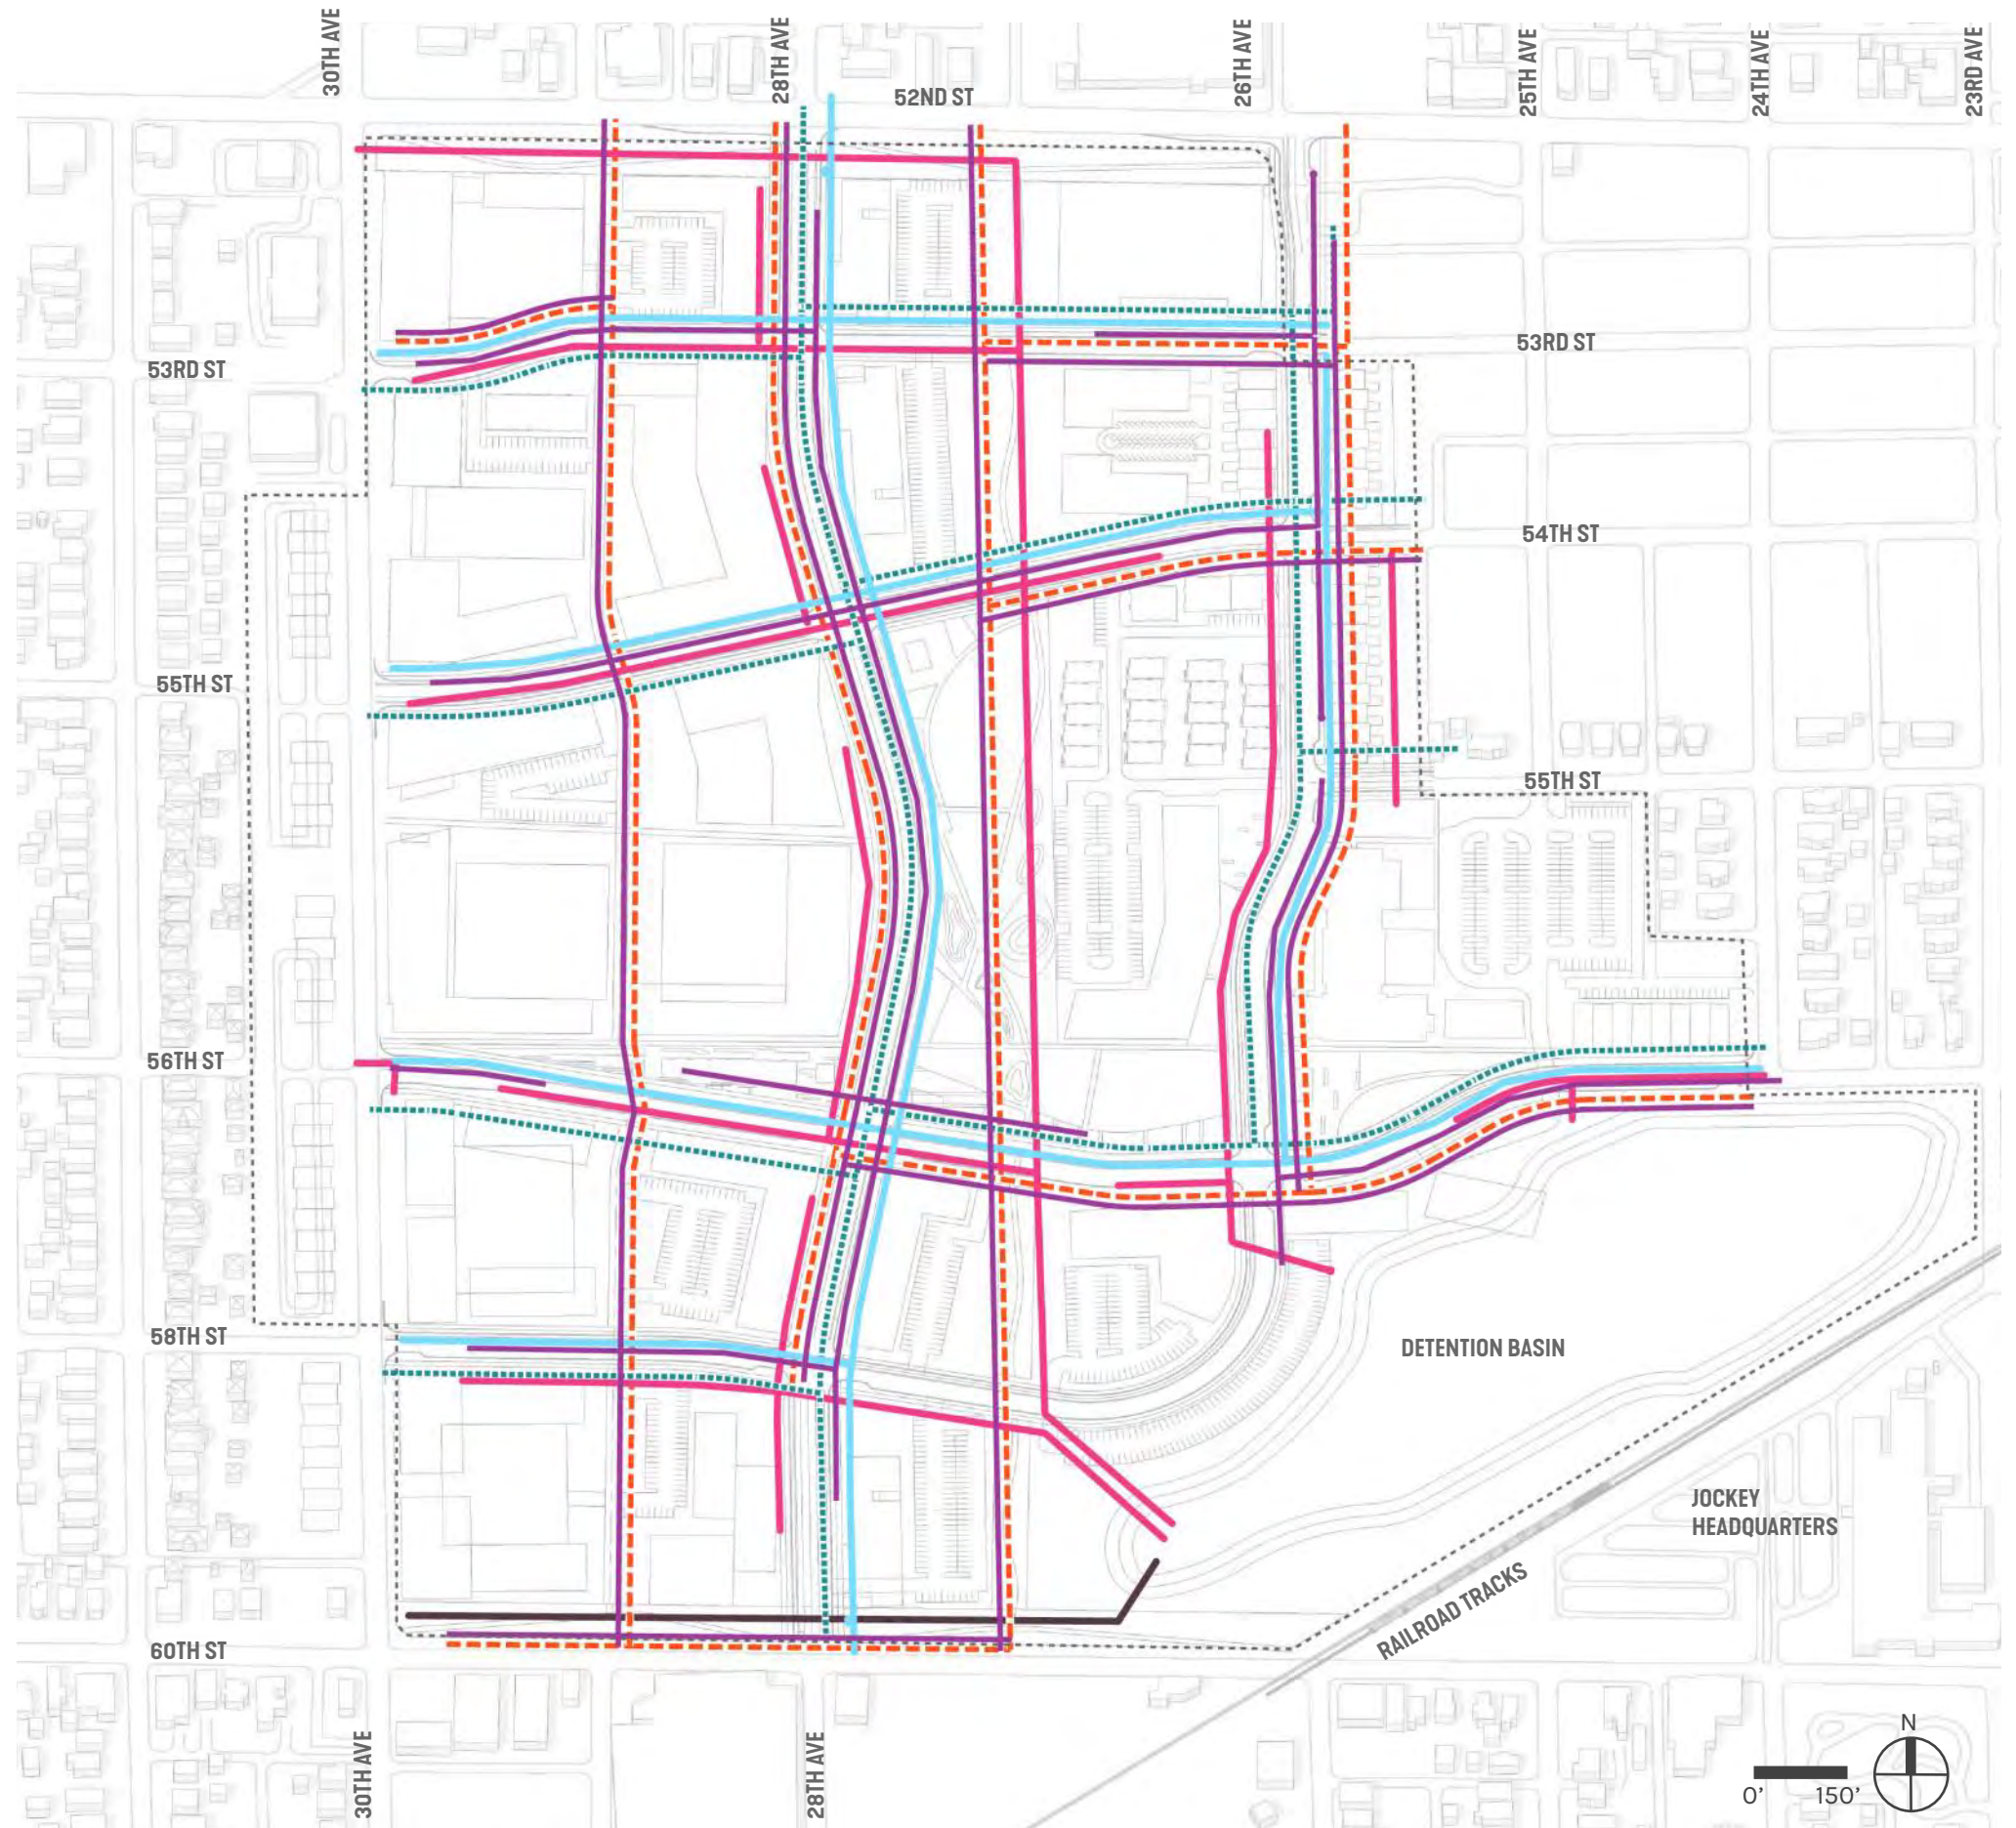 30TH AVE
28TH AVE
52ND ST
26TH AVE
25TH AVE
24TH AVE
23RD AVE
53RD ST
53RD ST
54TH ST
55TH ST
55TH ST
56TH ST
58TH ST
DETENTION BASIN
JOCKEY
HEADQUARTERS
RAILROAD TRACKS
60TH ST
30TH AVE
28TH AVE
N
0' 150'